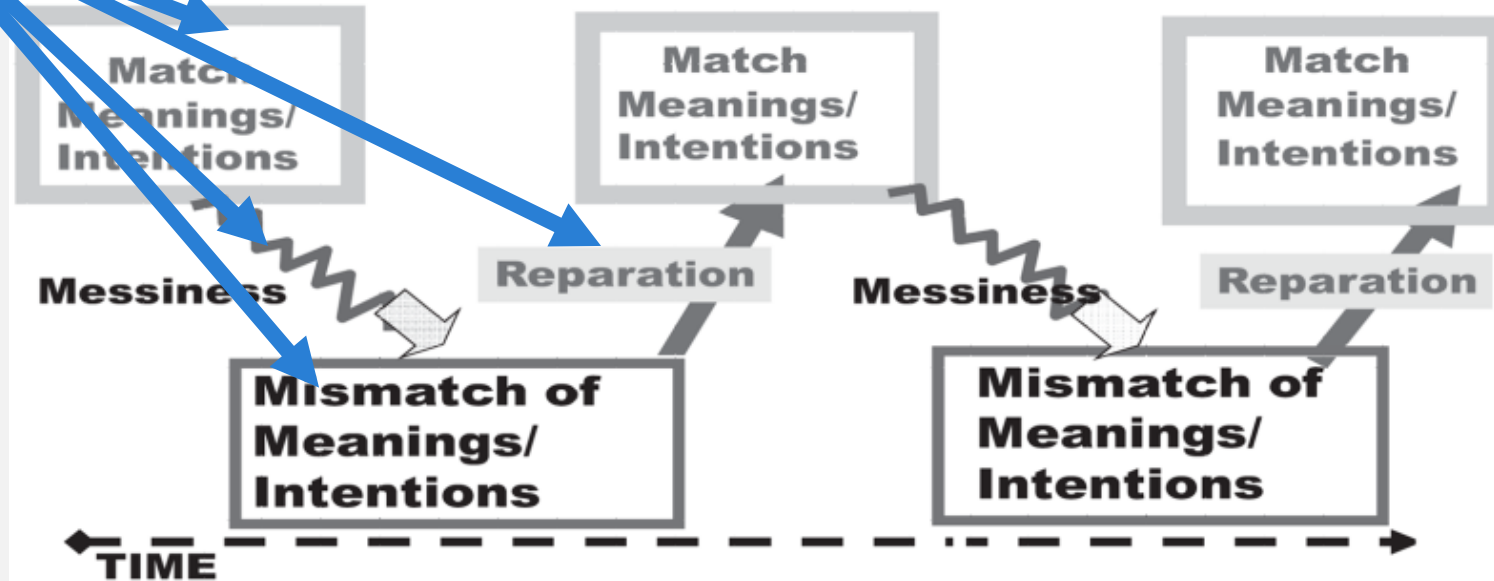 Match
Meanings/
Intentions
Messiness
Mismatch of
Meanings/
Intentions
Reparation
Match
Meanings/
Intentions
Messiness
Mismatch of
Meanings/
Intentions
Reparation
Match
Meanings/
Intentions
TIME